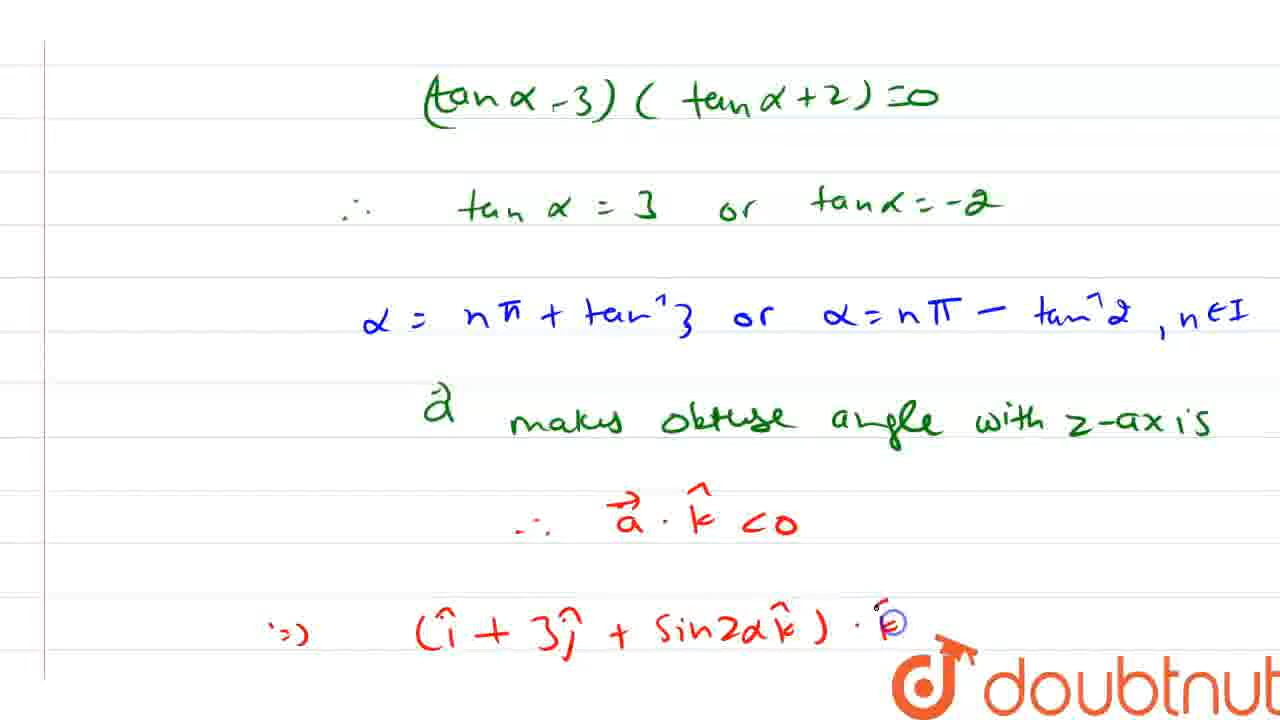 (tan α - 3) ( tan α + 2) = 0
∴ tan α = 3 or tan α = -2
α = nπ + tan⁻¹3 or α = nπ - tan⁻¹2, n ∈ I
a⃗ makes obtuse angle with z-axis
∴ a⃗ · k̂ < 0
⇒ (î + 3ĵ + sin2α k̂) · k̂
doubtnut